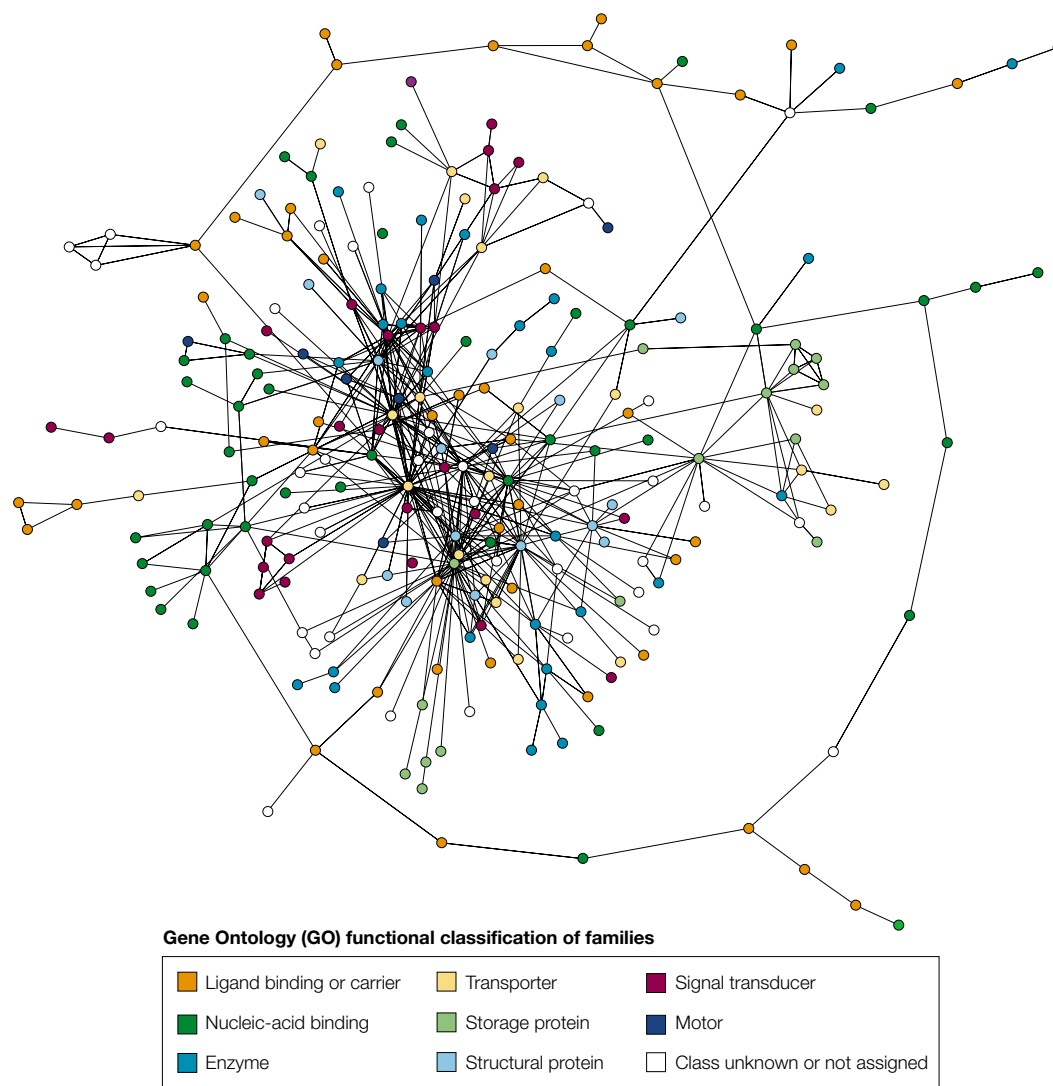 Gene Ontology (GO) functional classification of families
Ligand binding or carrier
Transporter
Signal transducer
Nucleic-acid binding
Storage protein
Motor
Enzyme
Structural protein
Class unknown or not assigned